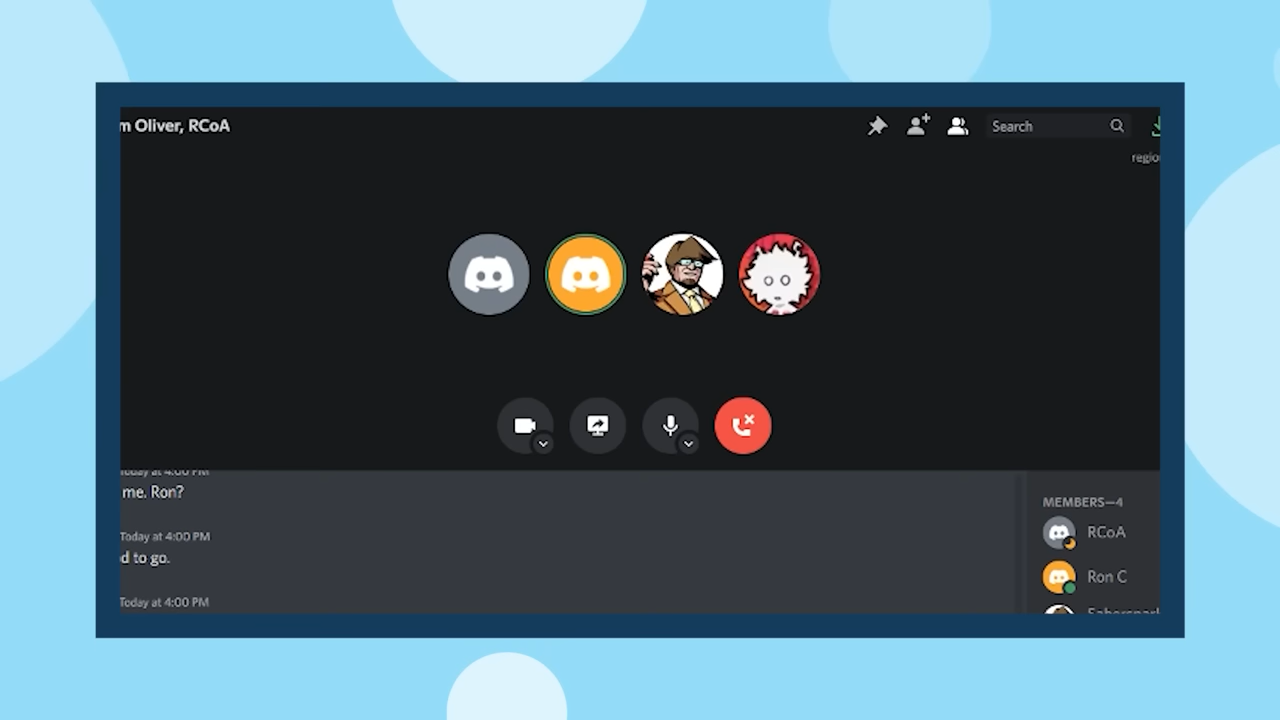 m Oliver, RCoA
Search
regio
Today at 4:00 PM
me. Ron?
Today at 4:00 PM
d to go.
Today at 4:00 PM
MEMBERS—4
RCoA
Ron C